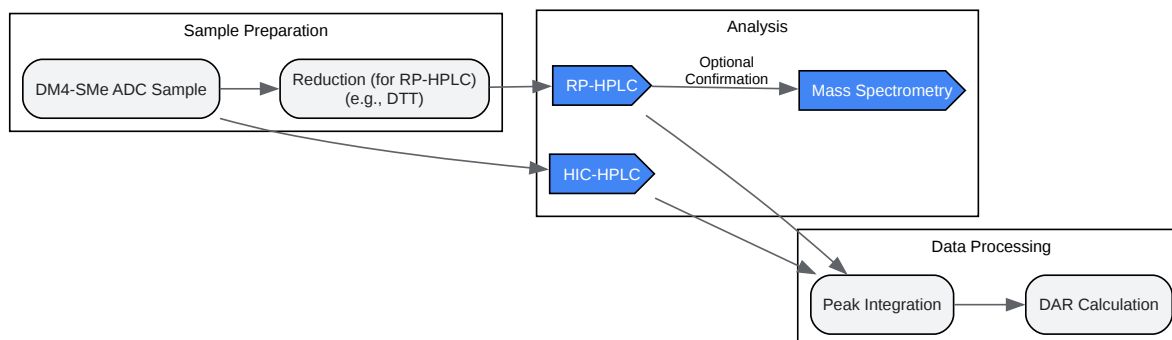 Sample Preparation
DM4-SMe ADC Sample
Reduction (for RP-HPLC)
(e.g., DTT)
Analysis
RP-HPLC
Optional
Confirmation
Mass Spectrometry
HIC-HPLC
Data Processing
Peak Integration
DAR Calculation